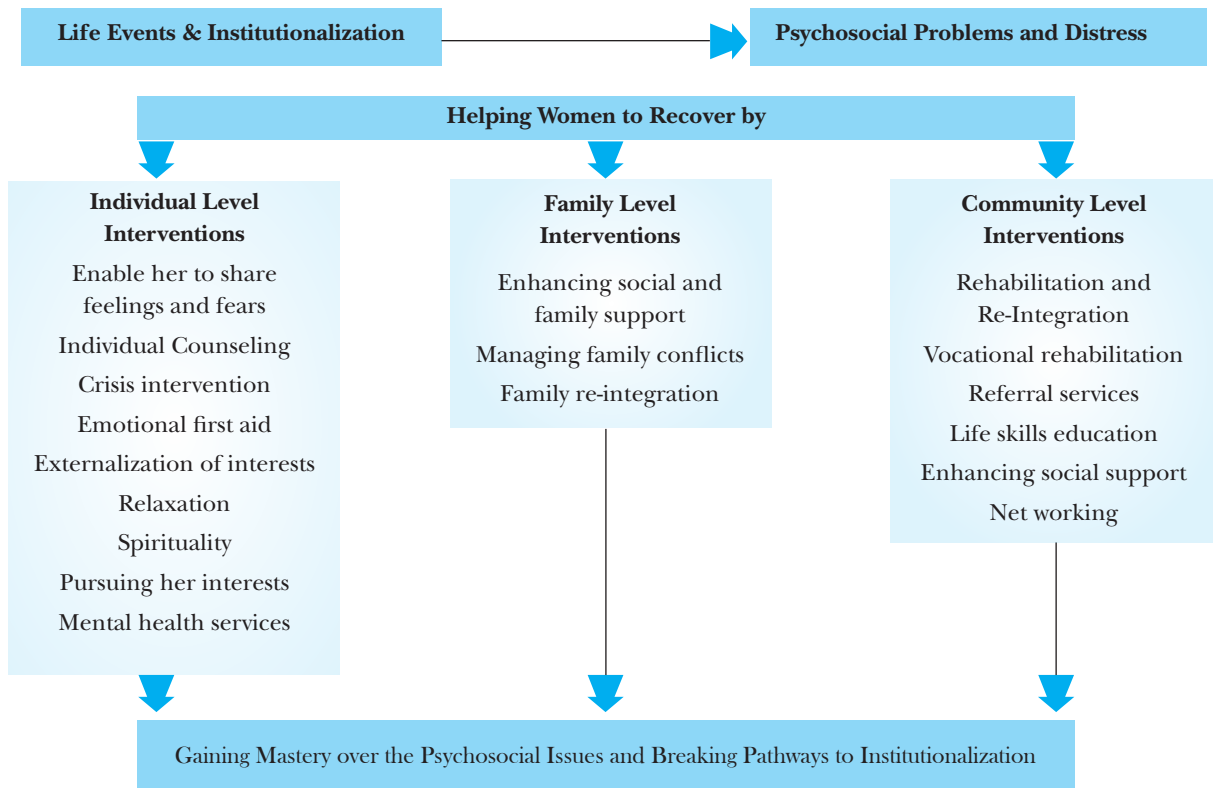 Life Events & Institutionalization
Psychosocial Problems and Distress
Helping Women to Recover by
Individual Level
Interventions
Enable her to share
feelings and fears
Individual Counseling
Crisis intervention
Emotional first aid
Externalization of interests
Relaxation
Spirituality
Pursuing her interests
Mental health services
Family Level
Interventions
Enhancing social and
family support
Managing family conflicts
Family re-integration
Community Level
Interventions
Rehabilitation and
Re-Integration
Vocational rehabilitation
Referral services
Life skills education
Enhancing social support
Net working
Gaining Mastery over the Psychosocial Issues and Breaking Pathways to Institutionalization